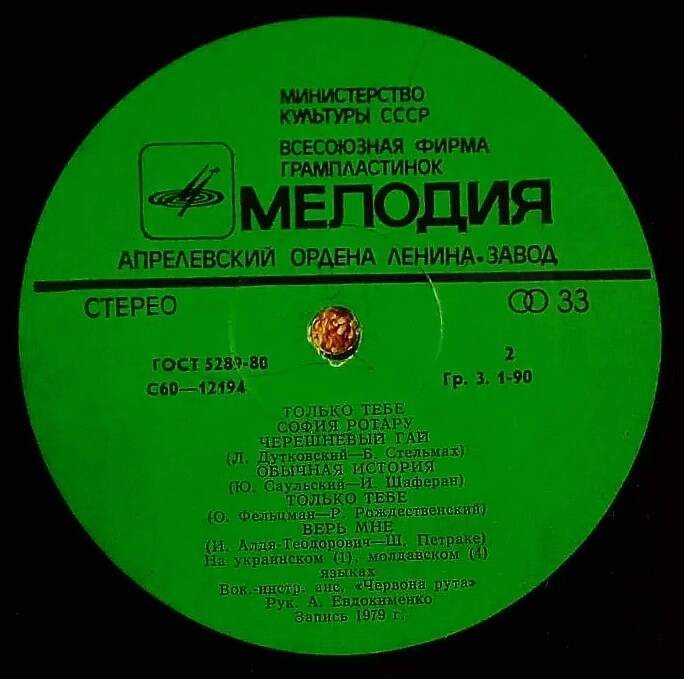 МИНИСТЕРСТВО
КУЛЬТУРЫ СССР
ВСЕСОЮЗНАЯ ФИРМА
ГРАМПЛАСТИНОК
МЕЛОДИЯ
АПРЕЛЕВСКИЙ ОРДЕНА ЛЕНИНА ЗАВОД
СТЕРЕО
33
ГОСТ 5289-80
2
С60—12194
Гр. 3. 1-90
ТОЛЬКО ТЕБЕ
СОФИЯ РОТАРУ
ЧЕРЕШНЕВЫЙ ГАЙ
(Л. Дутковский—Б. Стельмах)
ОБЫЧНАЯ ИСТОРИЯ
(Ю. Саульский—И. Шаферан)
ТОЛЬКО ТЕБЕ
(О. Фельцман—Р. Рождественский)
ВЕРЬ МНЕ
(И. Алдя-Теодорович—Ш. Петраке)
На украинском (1), молдавском (4)
языках
Вок.-инстр. анс. «Червона рута»
Рук. А. Евдокименко
Запись 1979 г.